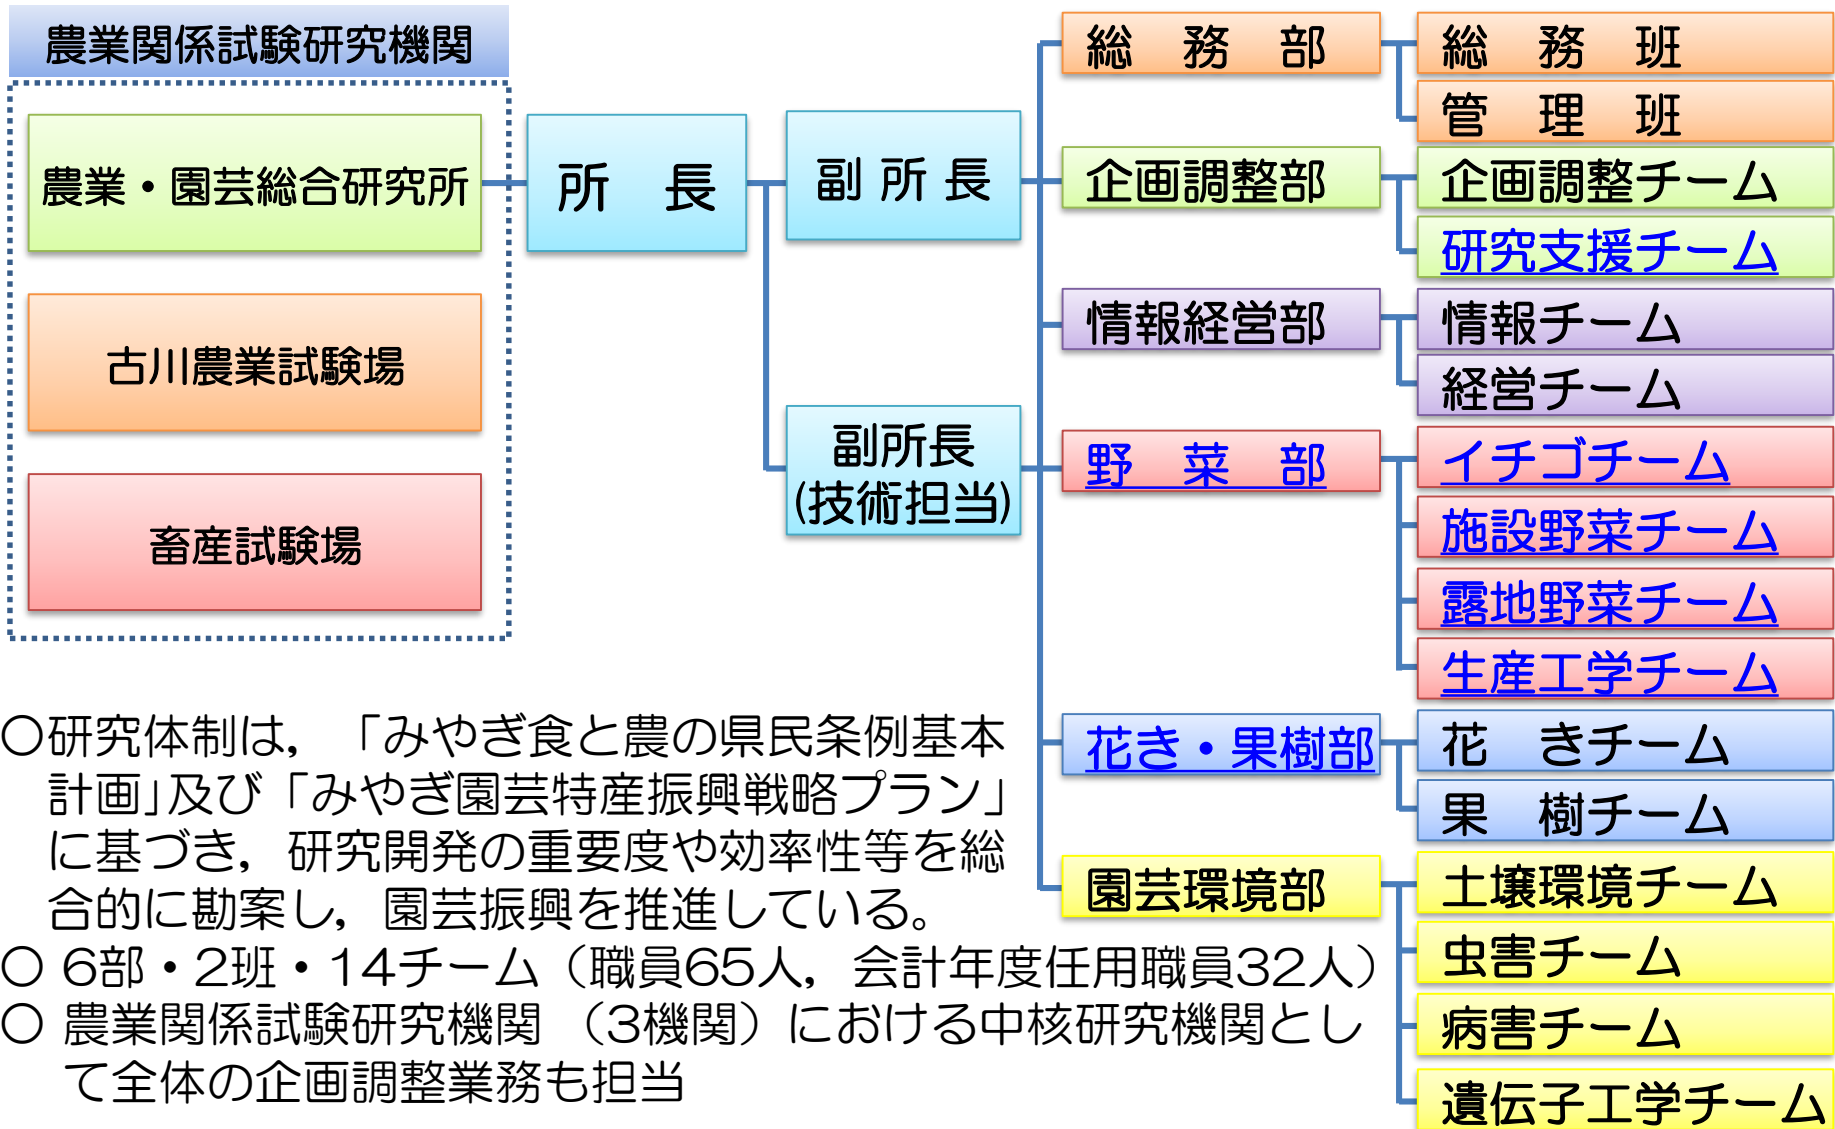 農業関係試験研究機関
農業・園芸総合研究所
古川農業試験場
畜産試験場
所　長
副 所 長
副所長
(技術担当)
総　務　部
総　務　班
管　理　班
企画調整部
企画調整チーム
研究支援チーム
情報経営部
情報チーム
経営チーム
野　菜　部
イチゴチーム
施設野菜チーム
露地野菜チーム
生産工学チーム
花き・果樹部
花　きチーム
果　樹チーム
園芸環境部
土壌環境チーム
虫害チーム
病害チーム
遺伝子工学チーム
〇研究体制は，「みやぎ食と農の県民条例基本
計画」及び「みやぎ園芸特産振興戦略プラン」
に基づき，研究開発の重要度や効率性等を総
合的に勘案し，園芸振興を推進している。
〇 6部・2班・14チーム（職員65人，会計年度任用職員32人）
〇 農業関係試験研究機関 （3機関）における中核研究機関とし
て全体の企画調整業務も担当